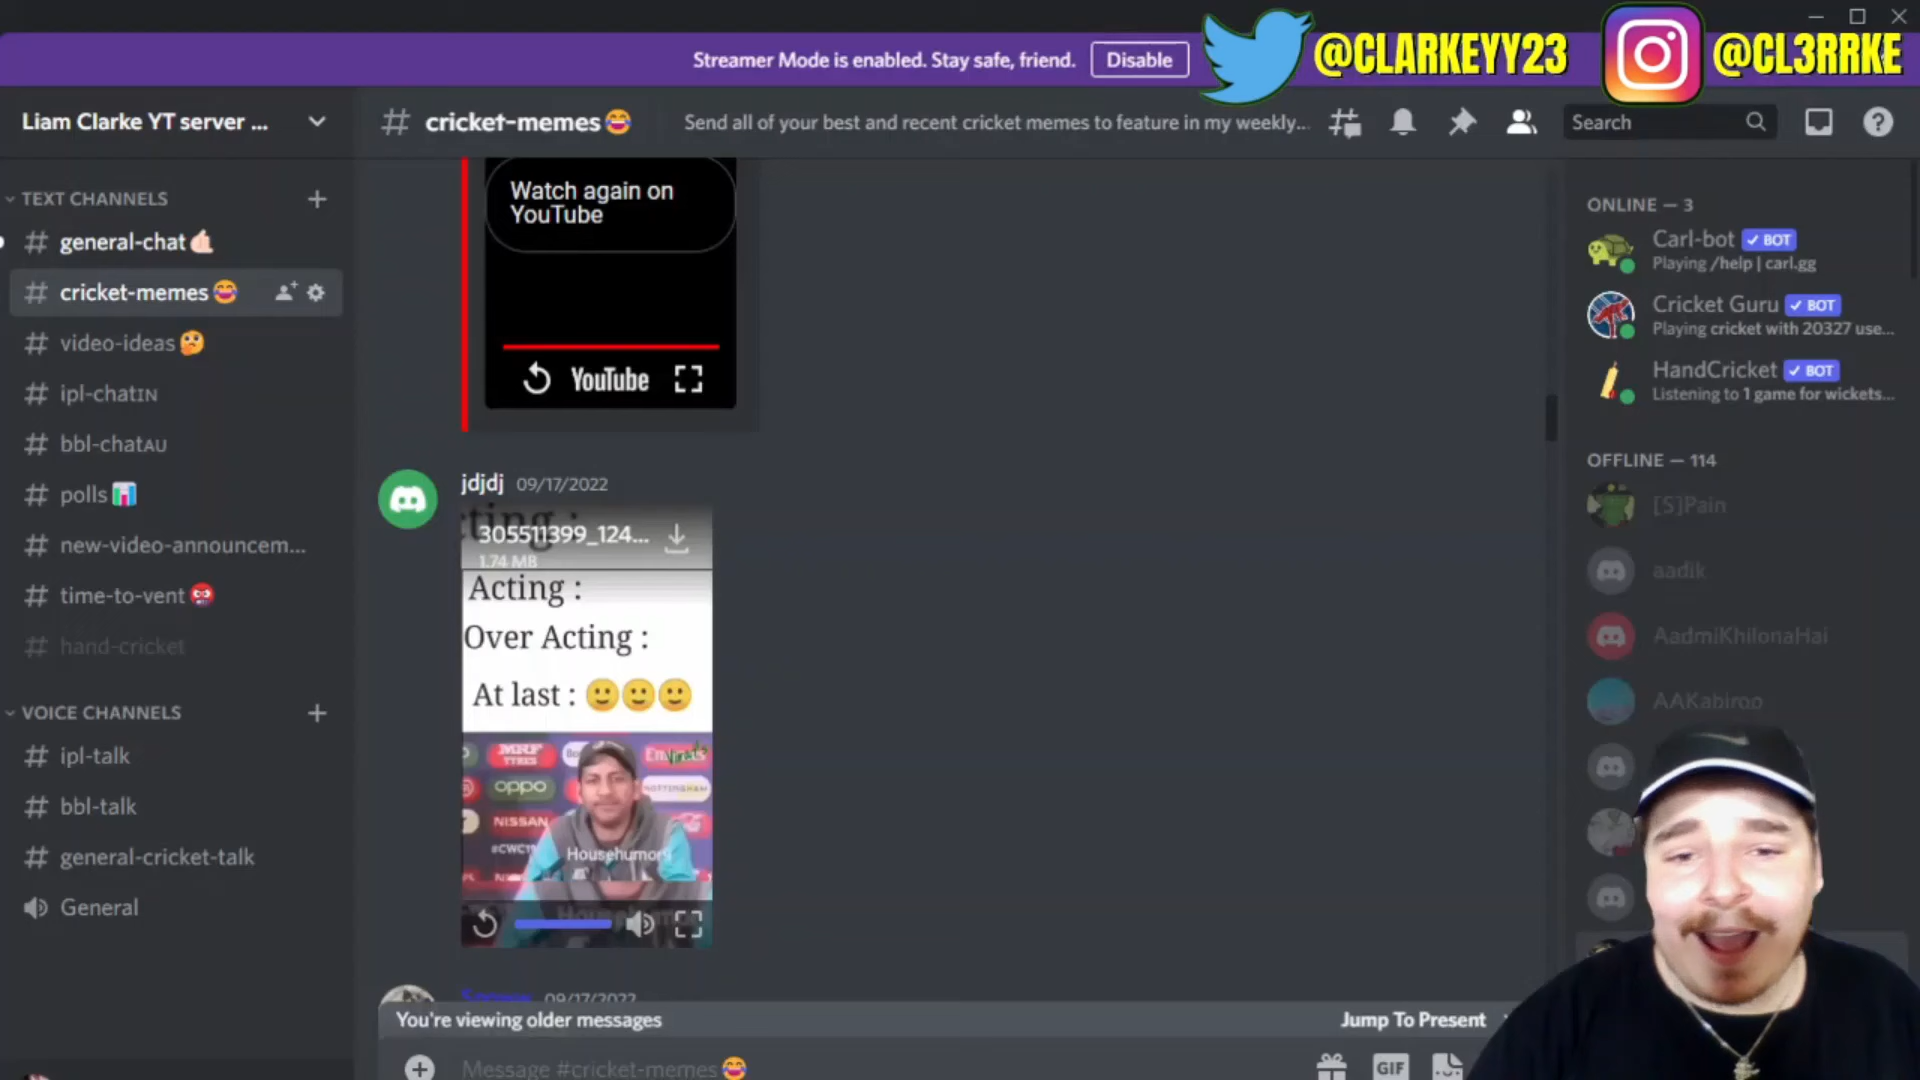 Streamer Mode is enabled. Stay safe, friend.
Disable
@CLARKEYY23
@CL3RRKE
Liam Clarke YT server ...
# cricket-memes😂
Send all of your best and recent cricket memes to feature in my weekly...
Search
TEXT CHANNELS
# general-chat🤙🏻
# cricket-memes😂
# video-ideas🤔
# ipl-chatIN
# bbl-chatAU
# polls📊
# new-video-announcem...
# time-to-vent👹
# hand-cricket
VOICE CHANNELS
# ipl-talk
# bbl-talk
# general-cricket-talk
General
Watch again on
YouTube
YouTube
jdjdj 09/17/2022
305511399_124...
1.74 MB
Acting :
Over Acting :
At last : 🙂🙂🙂
MRF
TYRES
Emirates
oppo
NOTTINGHAM
NISSAN
Househumor
09/17/2022
You're viewing older messages
Jump To Present
Message #cricket-memes😂
GIF
ONLINE — 3
Carl-bot ✓ BOT
Playing /help | carl.gg
Cricket Guru ✓ BOT
Playing cricket with 20327 use...
HandCricket ✓ BOT
Listening to 1 game for wickets...
OFFLINE — 114
[S]Pain
aadik
AadmiKhilonaHai
AAKabiroo